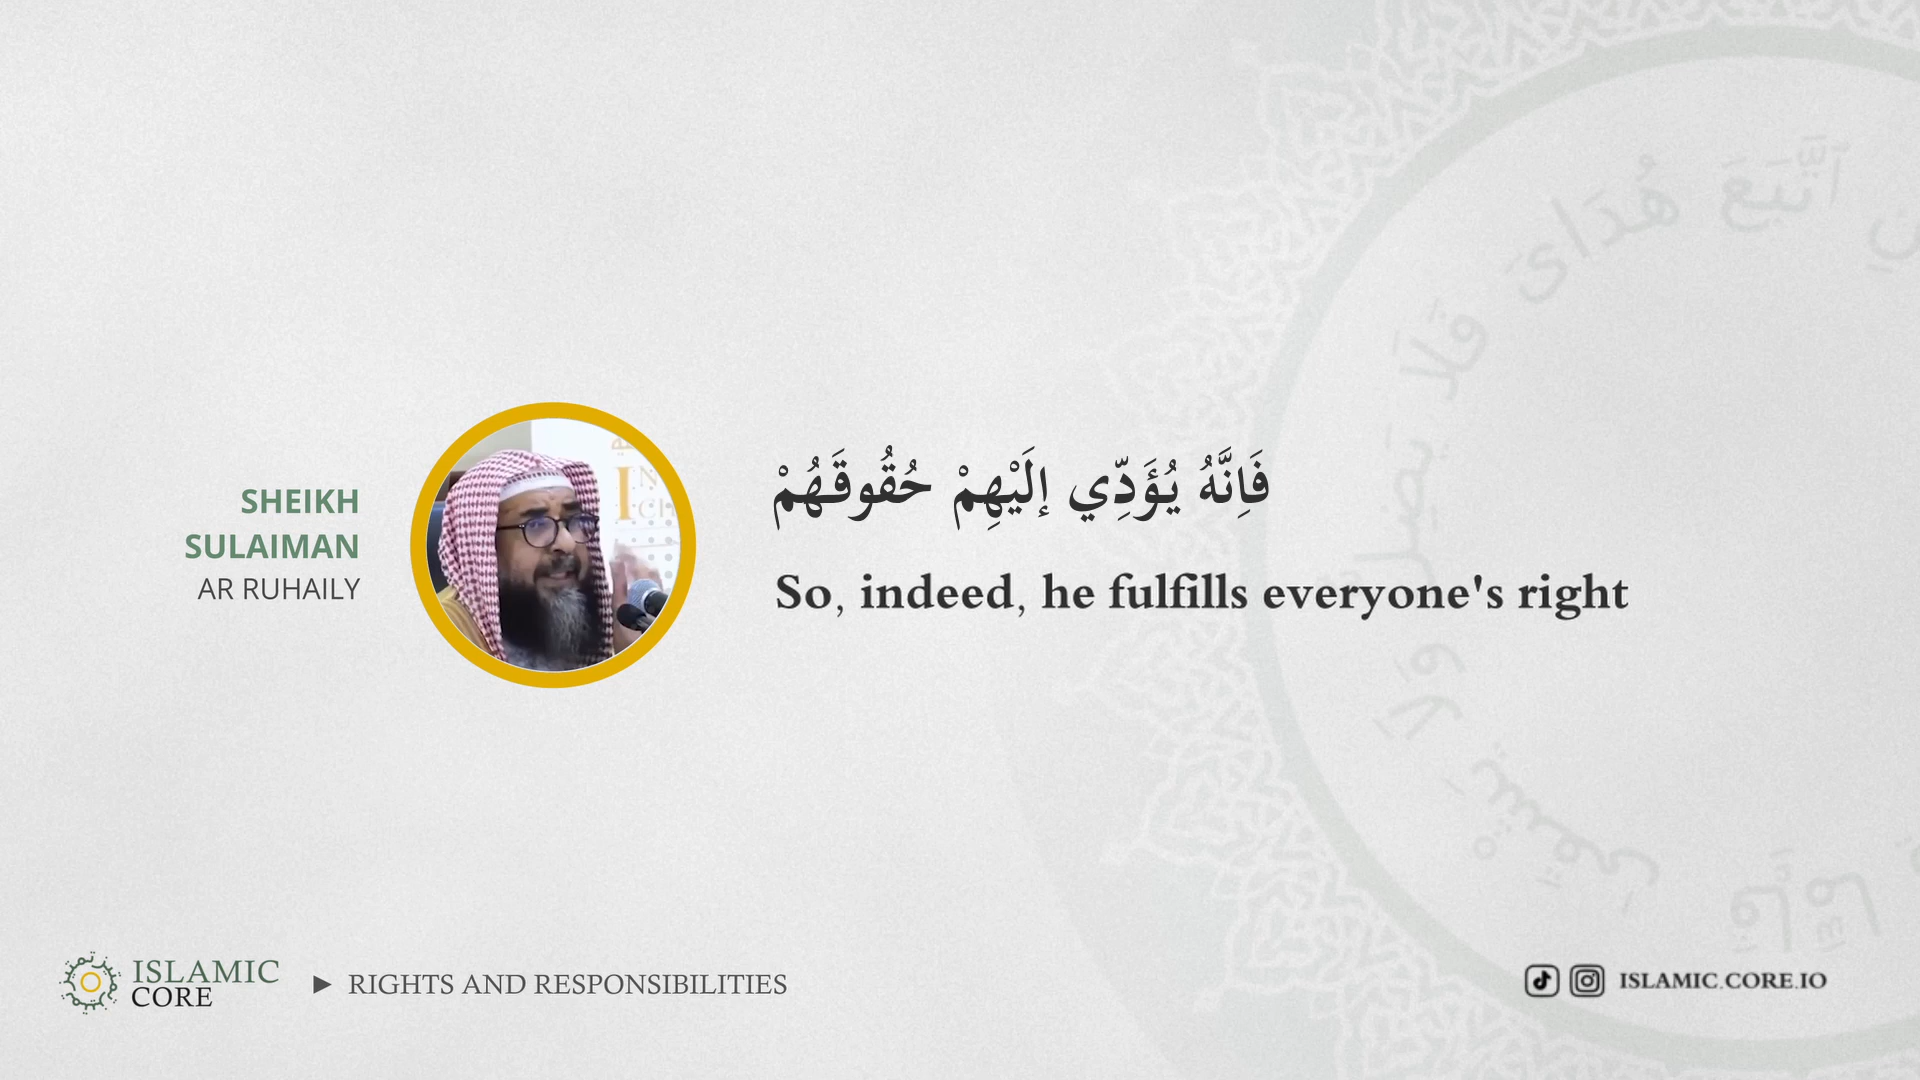 SHEIKH
SULAIMAN
AR RUHAILY
فَاِنَّهُ يُؤَدِّي إلَيْهِمْ حُقُوقَهُمْ
So, indeed, he fulfills everyone's right
ISLAMIC
CORE
RIGHTS AND RESPONSIBILITIES
ISLAMIC.CORE.IO